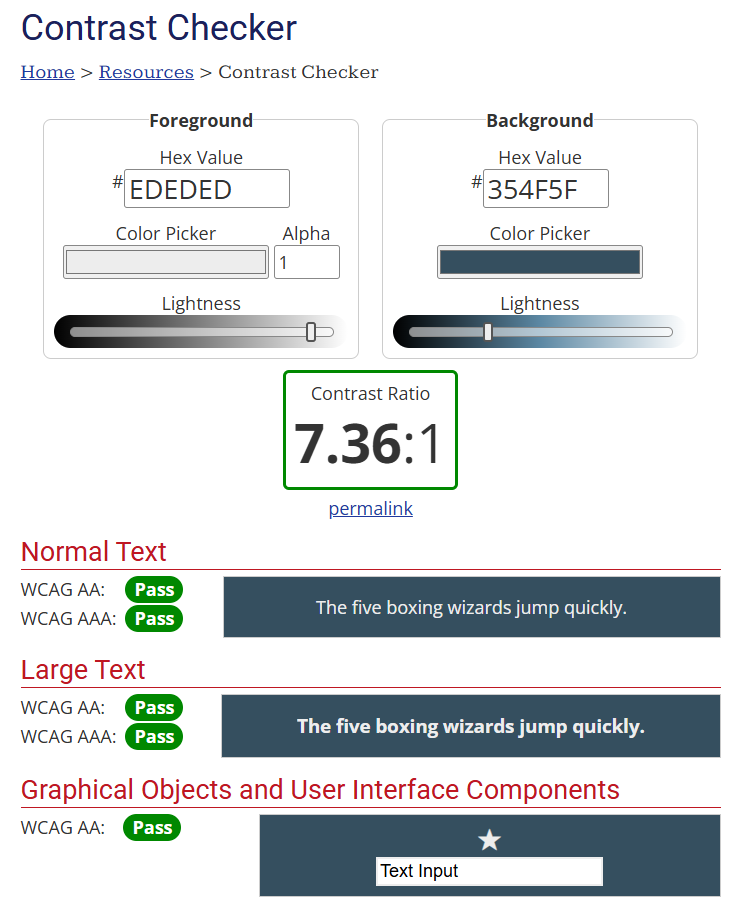 Contrast Checker
Home > Resources > Contrast Checker
Foreground
Hex Value
# EDEDED
Color Picker Alpha
1
Lightness
Background
Hex Value
# 354F5F
Color Picker
Lightness
Contrast Ratio
7.36:1
permalink
Normal Text
WCAG AA: Pass
WCAG AAA: Pass
The five boxing wizards jump quickly.
Large Text
WCAG AA: Pass
WCAG AAA: Pass
The five boxing wizards jump quickly.
Graphical Objects and User Interface Components
WCAG AA: Pass
Text Input